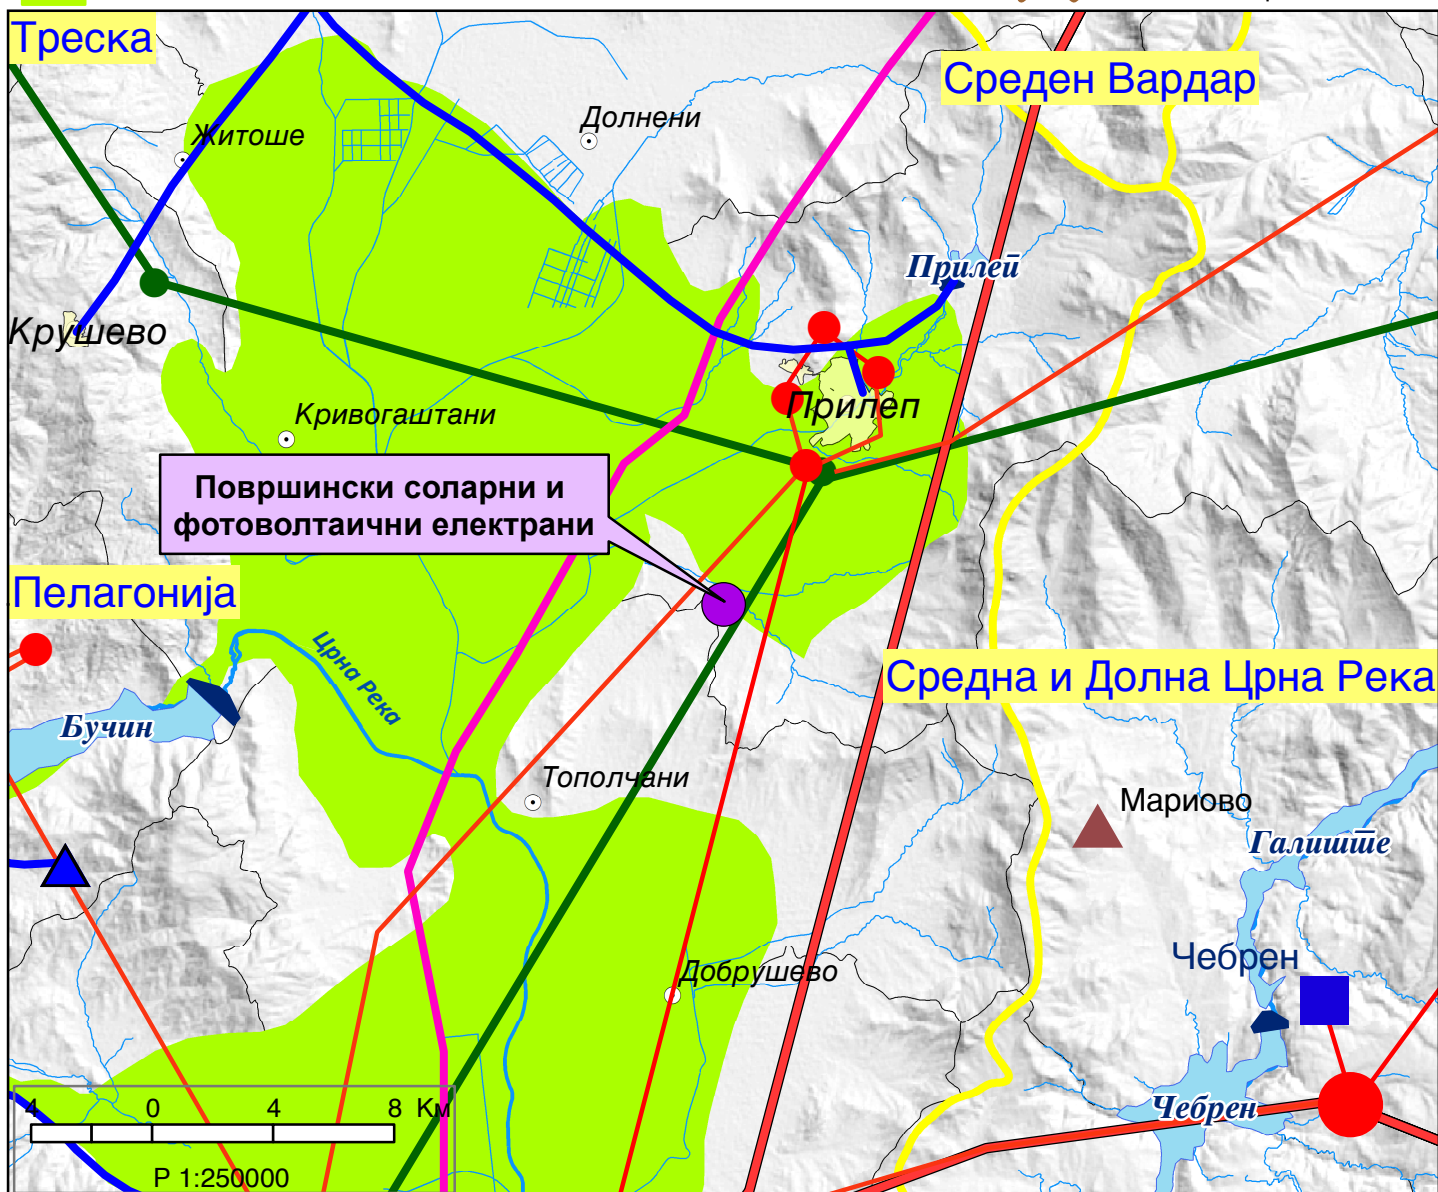 Треска
Среден Вардар
Долнени
Житоше
Прилеп
Крушево
Прилеп
Кривогаштани
Површински соларни и
фотоволтаични електрани
Пелагонија
Црна Река
Средна и Долна Црна Река
Бучин
Тополчани
Мариово
Галиште
Чебрен
Добрушево
Чебрен
4 0 4 8 Км
Р 1:250000